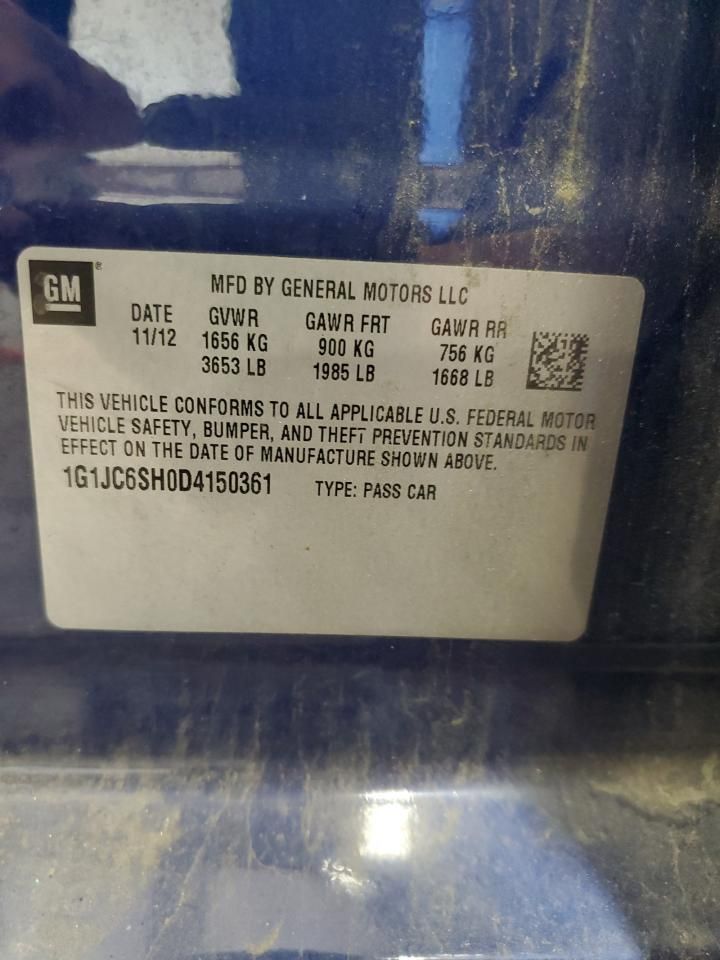 GM®
MFD BY GENERAL MOTORS LLC
DATE GVWR GAWR FRT GAWR RR
11/12 1656 KG 900 KG 756 KG
3653 LB 1985 LB 1668 LB
THIS VEHICLE CONFORMS TO ALL APPLICABLE U.S. FEDERAL MOTOR
VEHICLE SAFETY, BUMPER, AND THEFT PREVENTION STANDARDS IN
EFFECT ON THE DATE OF MANUFACTURE SHOWN ABOVE.
1G1JC6SH0D4150361 TYPE: PASS CAR